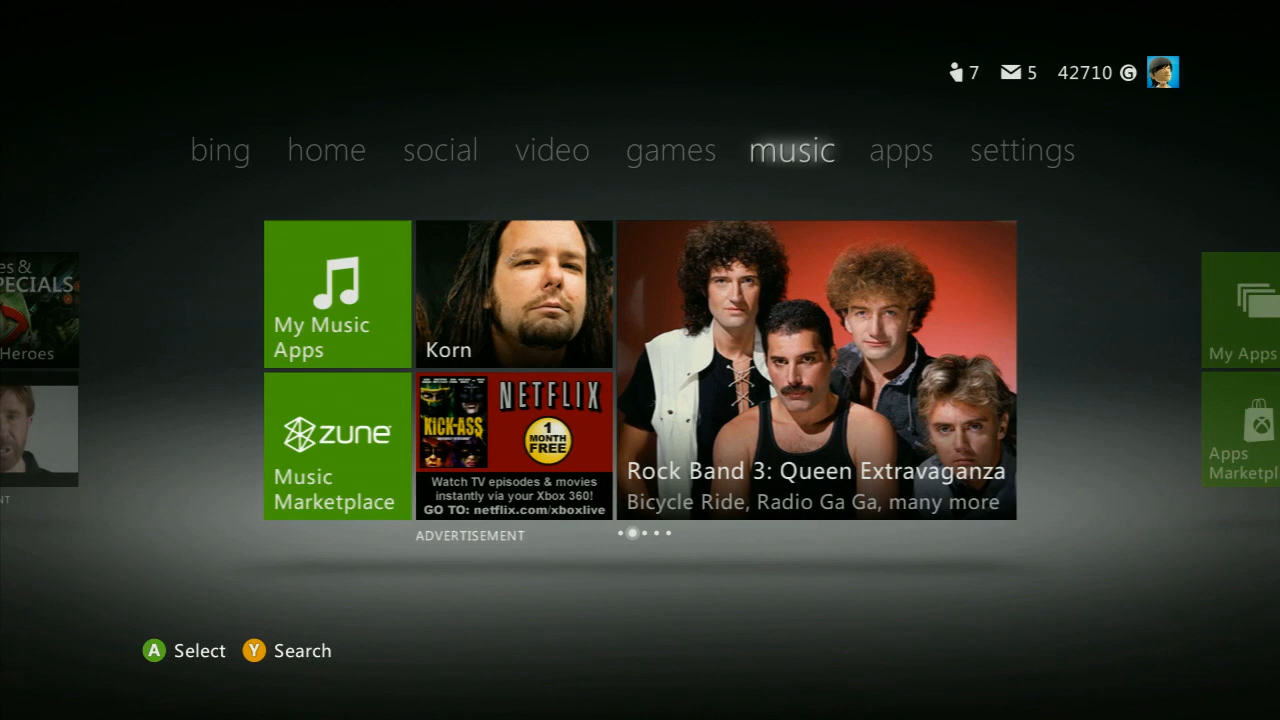 7 5 42710 G
bing home social video games music apps settings
es &
PECIALS
Heroes
NT
My Music
Apps
zune
Music
Marketplace
Korn
KICK-ASS
NETFLIX
1
MONTH
FREE
Watch TV episodes & movies
instantly via your Xbox 360!
GO TO: netflix.com/xboxlive
ADVERTISEMENT
Rock Band 3: Queen Extravaganza
Bicycle Ride, Radio Ga Ga, many more
My Apps
Apps
Marketpl
A Select Y Search